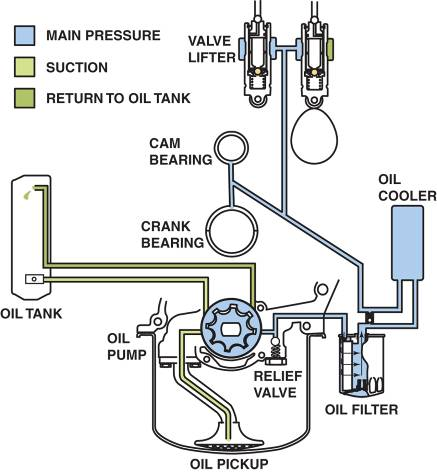 MAIN PRESSURE
SUCTION
RETURN TO OIL TANK
VALVE
LIFTER
CAM
BEARING
OIL
COOLER
CRANK
BEARING
OIL TANK
OIL
PUMP
RELIEF
VALVE
OIL FILTER
OIL PICKUP